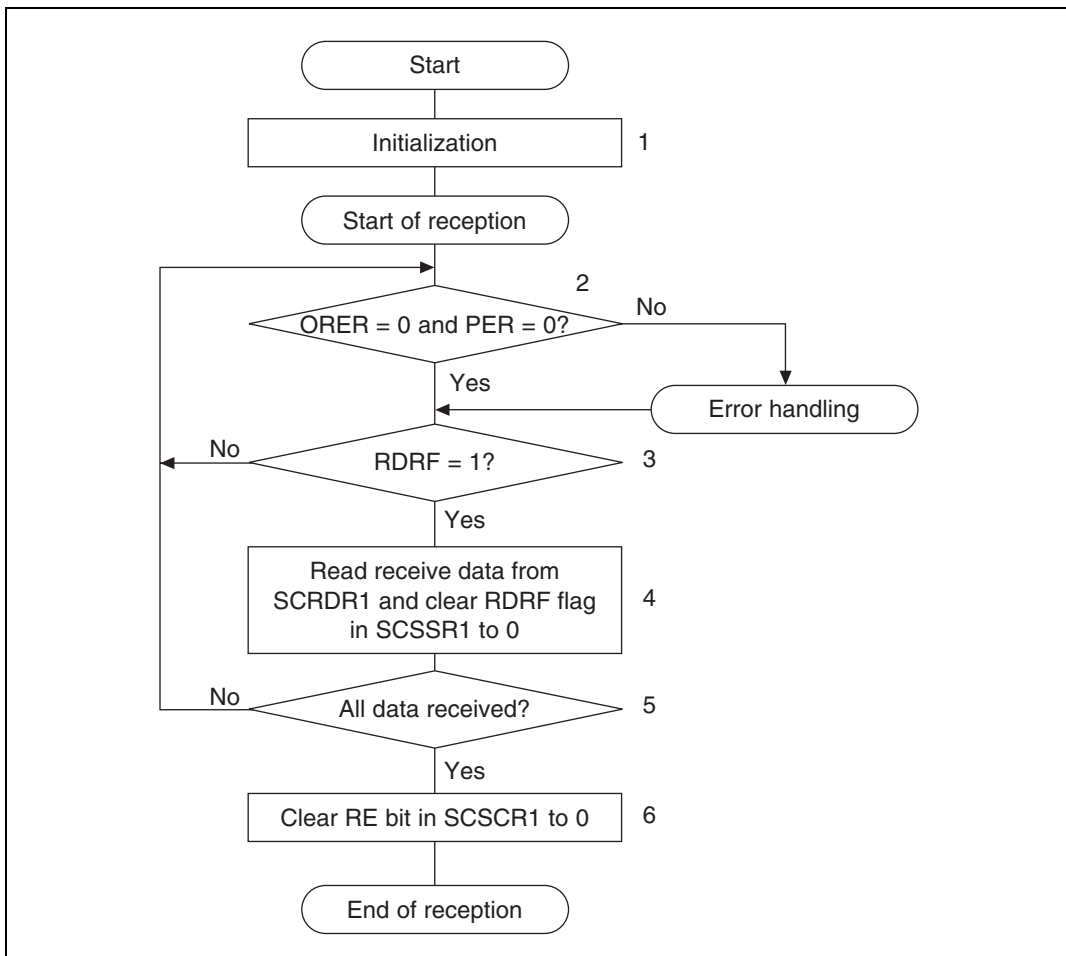 Start
Initialization
1
Start of reception
2
ORER = 0 and PER = 0?
No
Yes
Error handling
No
RDRF = 1?
3
Yes
Read receive data from
SCRDR1 and clear RDRF flag
in SCSSR1 to 0
4
No
All data received?
5
Yes
Clear RE bit in SCSCR1 to 0
6
End of reception